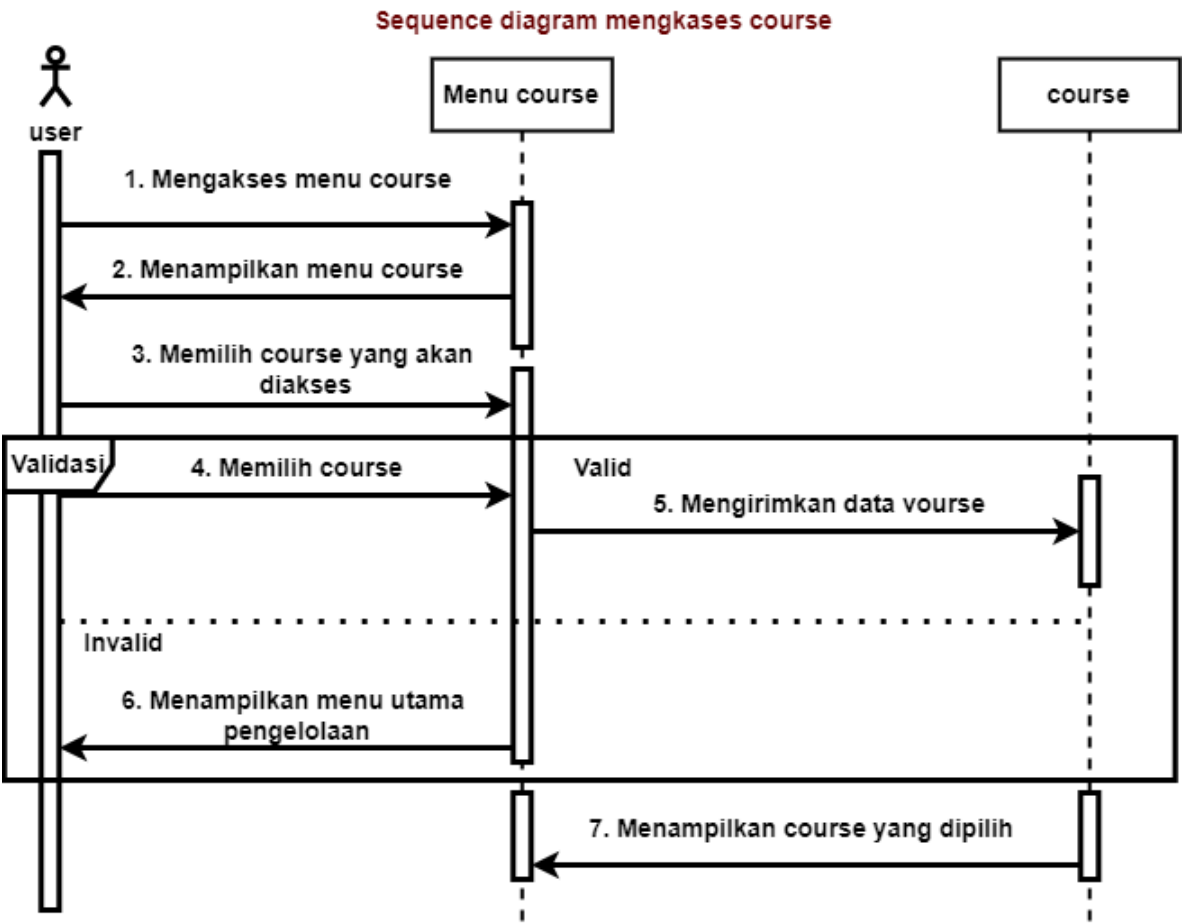 Sequence diagram mengkases course
user
Menu course
course
1. Mengakses menu course
2. Menampilkan menu course
3. Memilih course yang akan
diakses
Validasi
4. Memilih course
Valid
5. Mengirimkan data vourse
Invalid
6. Menampilkan menu utama
pengelolaan
7. Menampilkan course yang dipilih